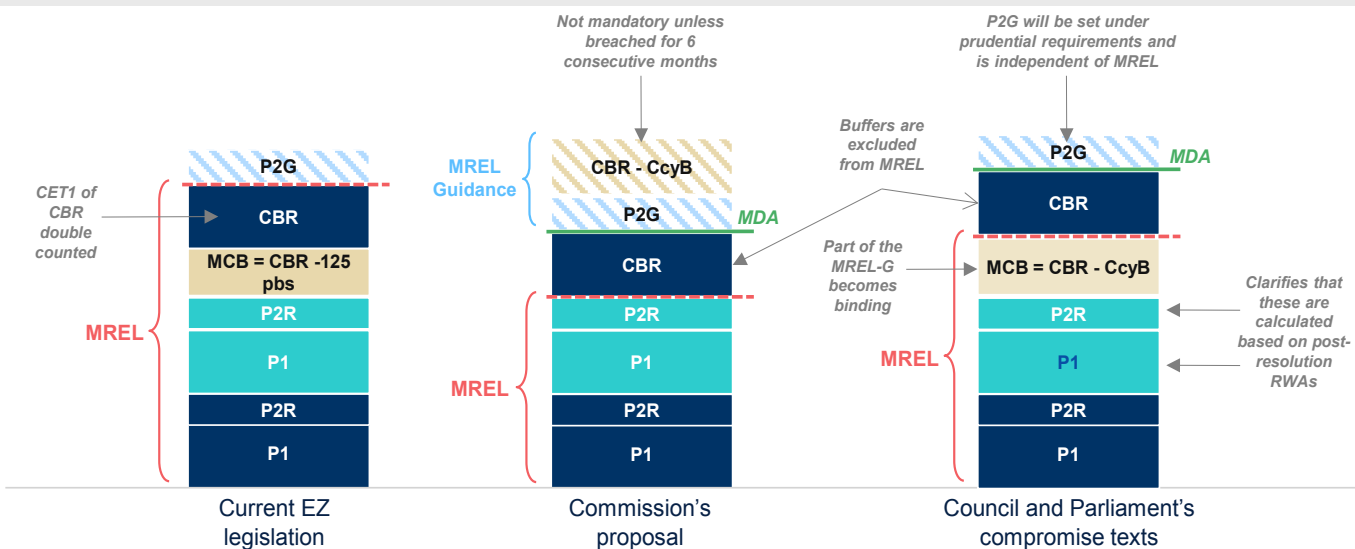 Not mandatory unless
breached for 6
consecutive months
P2G will be set under
prudential requirements and
is independent of MREL
CET1 of
CBR
double
counted
MREL
P2G
CBR
MCB = CBR -125
pbs
P2R
P1
P2R
P1
Current EZ
legislation
MREL
Guidance
MREL
CBR - CcyB
P2G
MDA
CBR
P2R
P1
P2R
P1
Commission's
proposal
Buffers are
excluded
from MREL
Part of the
MREL-G
becomes
binding
MREL
P2G
MDA
CBR
MCB = CBR - CcyB
P2R
P1
P2R
P1
Council and Parliament's
compromise texts
Clarifies that
these are
calculated
based on post-
resolution
RWAs